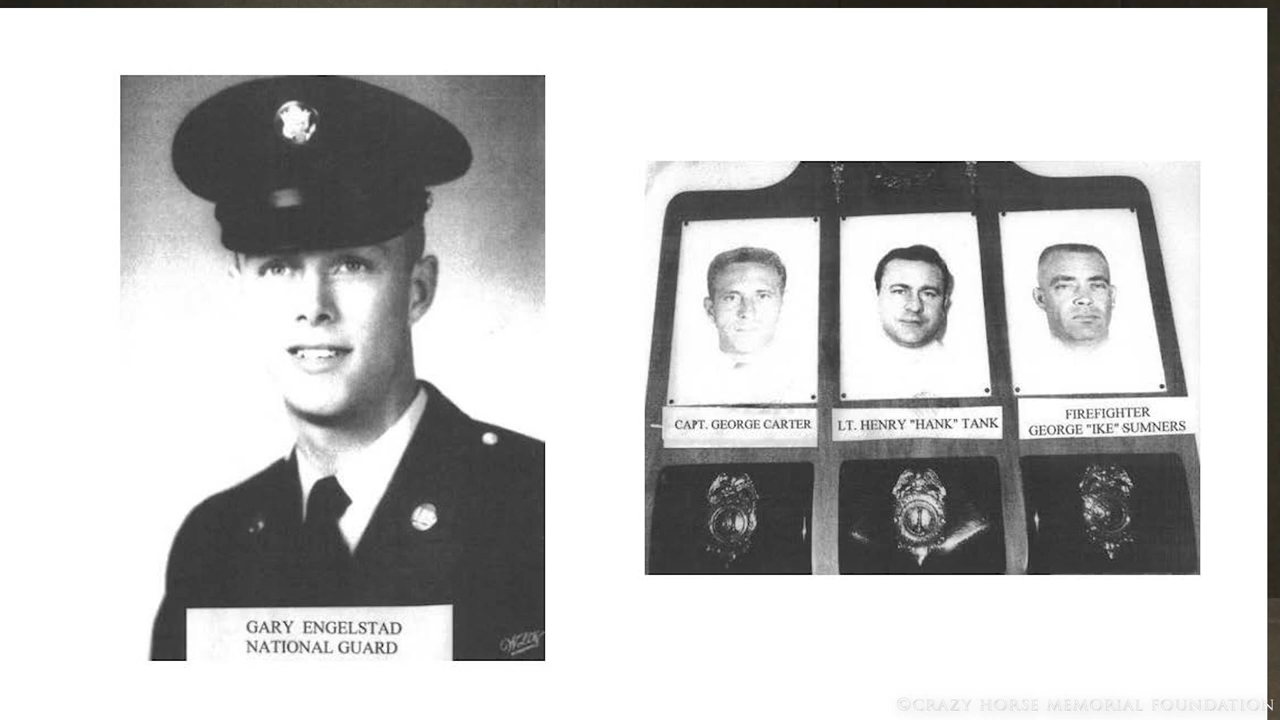 GARY ENGELSTAD
NATIONAL GUARD
CAPT. GEORGE CARTER
LT. HENRY "HANK" TANK
FIREFIGHTER
GEORGE "IKE" SUMNERS
©CRAZY HORSE MEMORIAL FOUNDATION